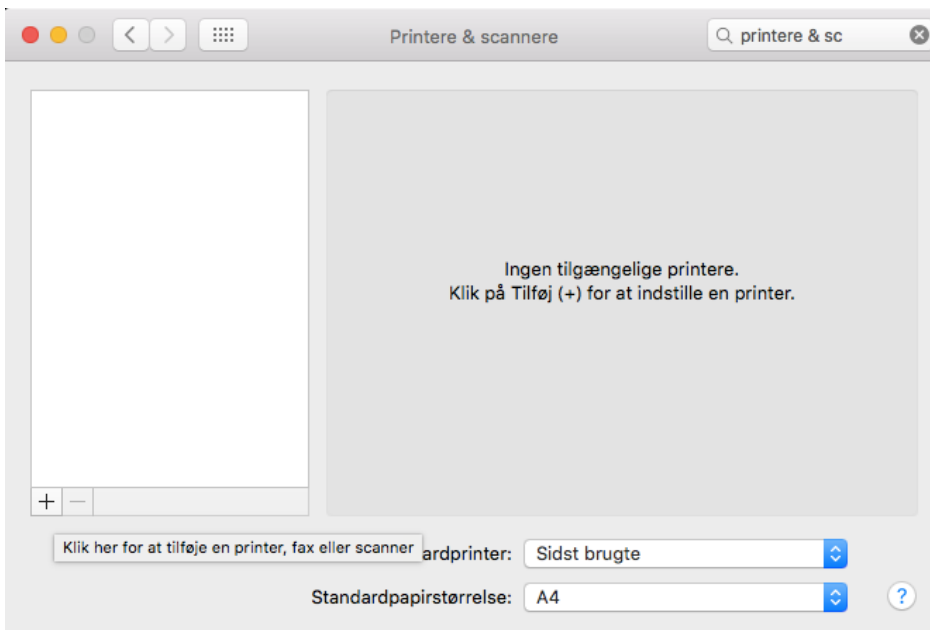 Printere & scannere
printere & sc
Ingen tilgængelige printere.
Klik på Tilføj (+) for at indstille en printer.
Klik her for at tilføje en printer, fax eller scanner
ardprinter:
Sidst brugte
Standardpapirstørrelse:
A4
?